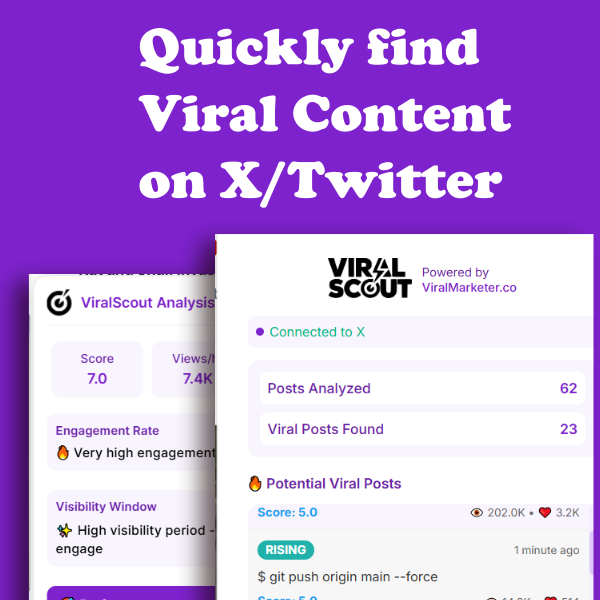 Quickly find
Viral Content
on X/Twitter
ViralScout Analysis
Score
7.0
Views/
7.4K
Engagement Rate
🔥 Very high engagement
Visibility Window
✨ High visibility period -
engage
VIRAL
SCOUT
Powered by
ViralMarketer.co
Connected to X
Posts Analyzed
62
Viral Posts Found
23
🔥 Potential Viral Posts
Score: 5.0
👁 202.0K • ❤️ 3.2K
RISING
1 minute ago
$ git push origin main --force
Score: 5.0